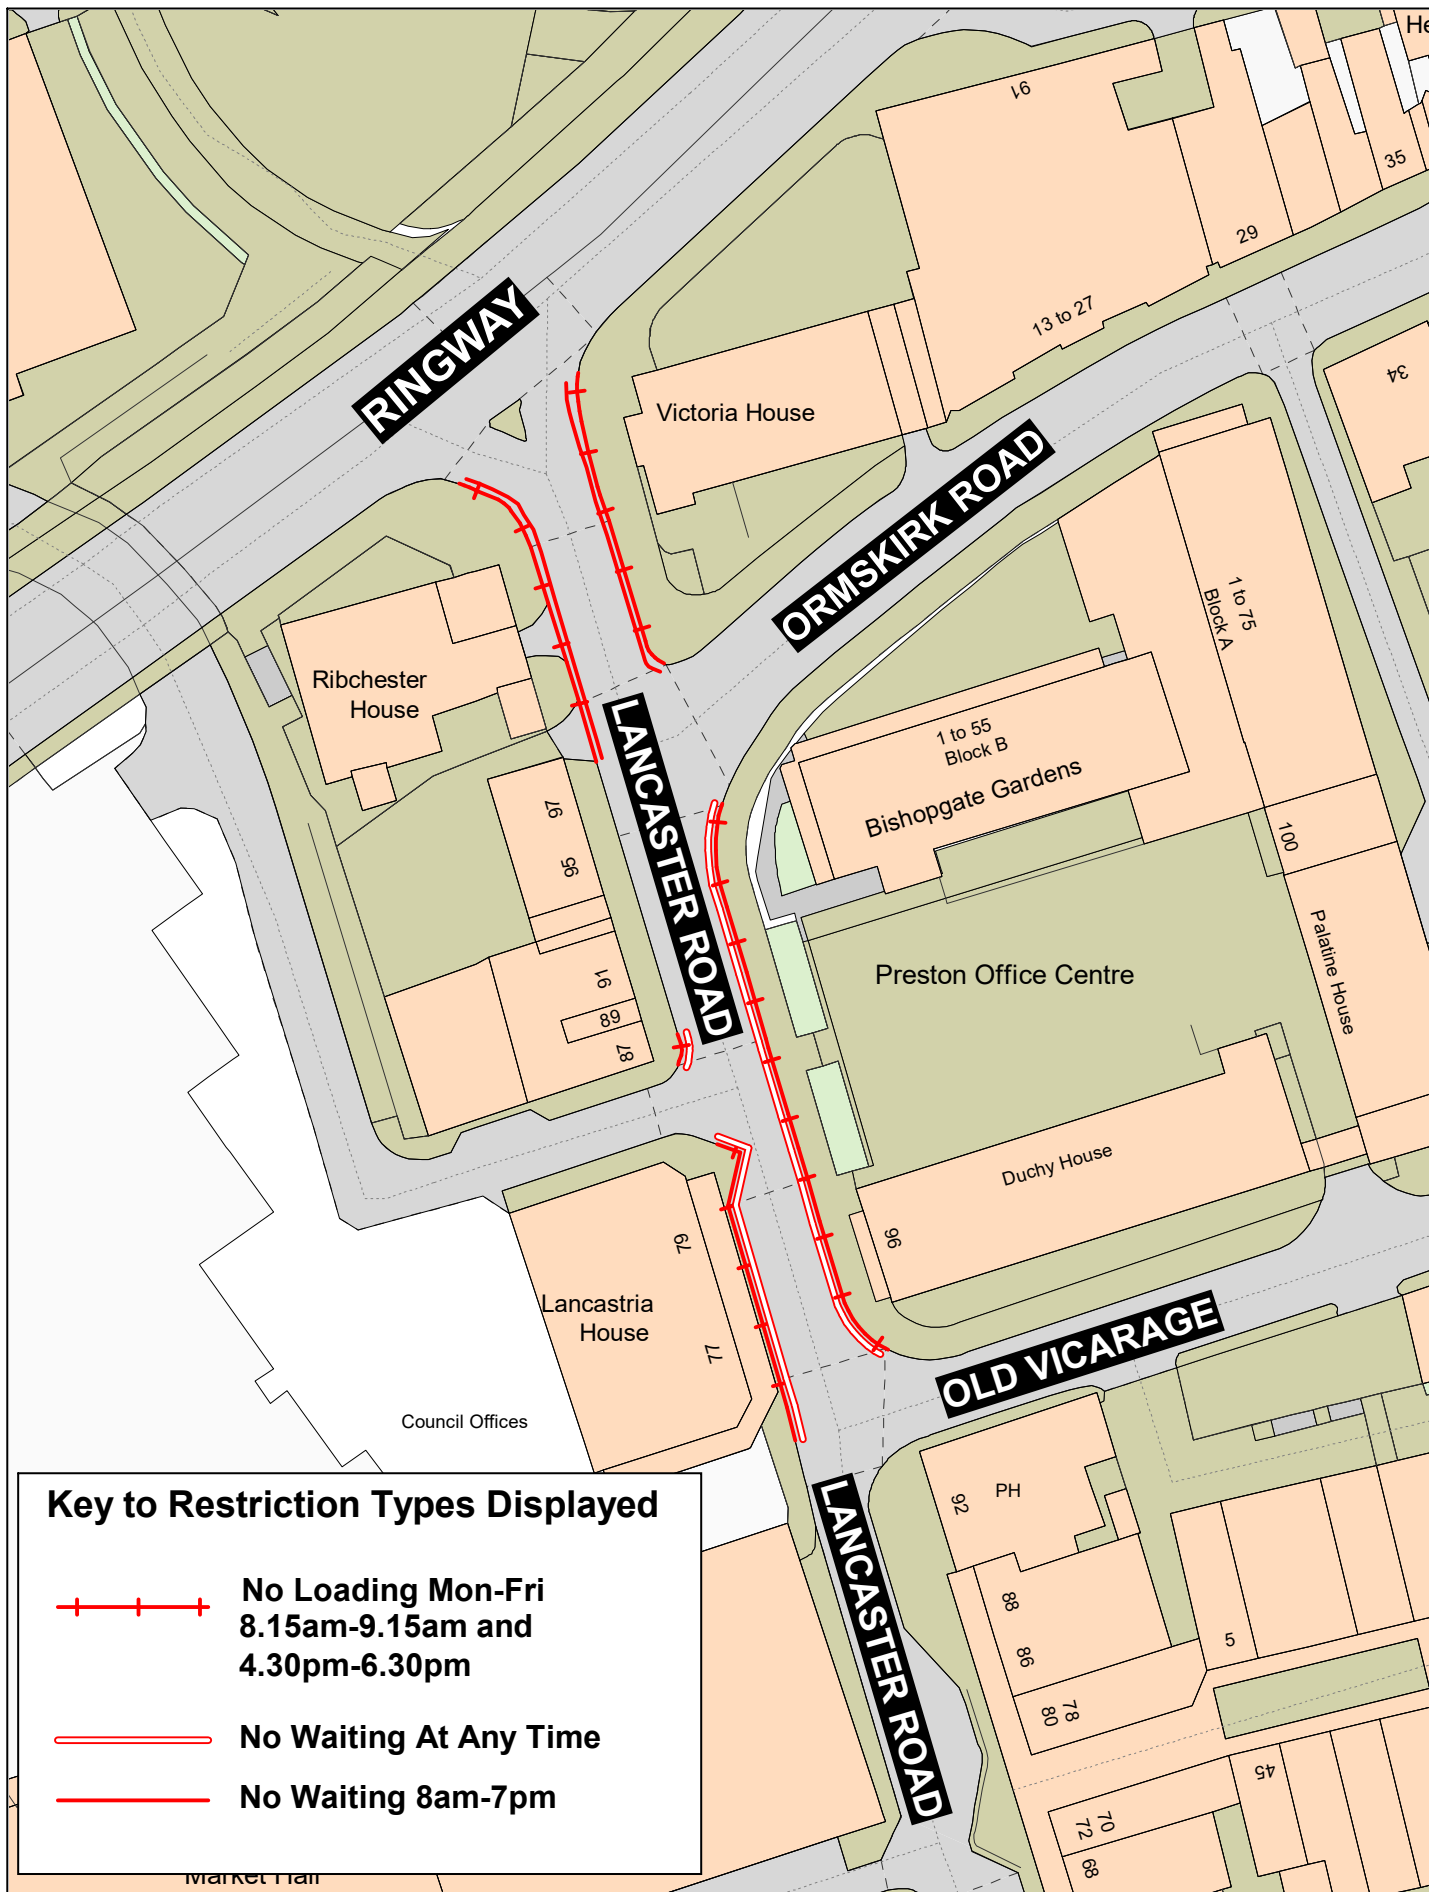 He
91
35
29
13 to 27
34
RINGWAY
Victoria House
ORMSKIRK ROAD
1 to 75
Block A
Ribchester
House
LANCASTER ROAD
1 to 55
Block B
Bishopgate Gardens
97
95
100
91
89
87
Preston Office Centre
Palatine House
Duchy House
96
79
77
Lancastria
House
OLD VICARAGE
Council Offices
PH
92
LANCASTER ROAD
88
86
5
80
78
45
72
70
68
Key to Restriction Types Displayed
No Loading Mon-Fri
8.15am-9.15am and
4.30pm-6.30pm
No Waiting At Any Time
No Waiting 8am-7pm
Market Hall